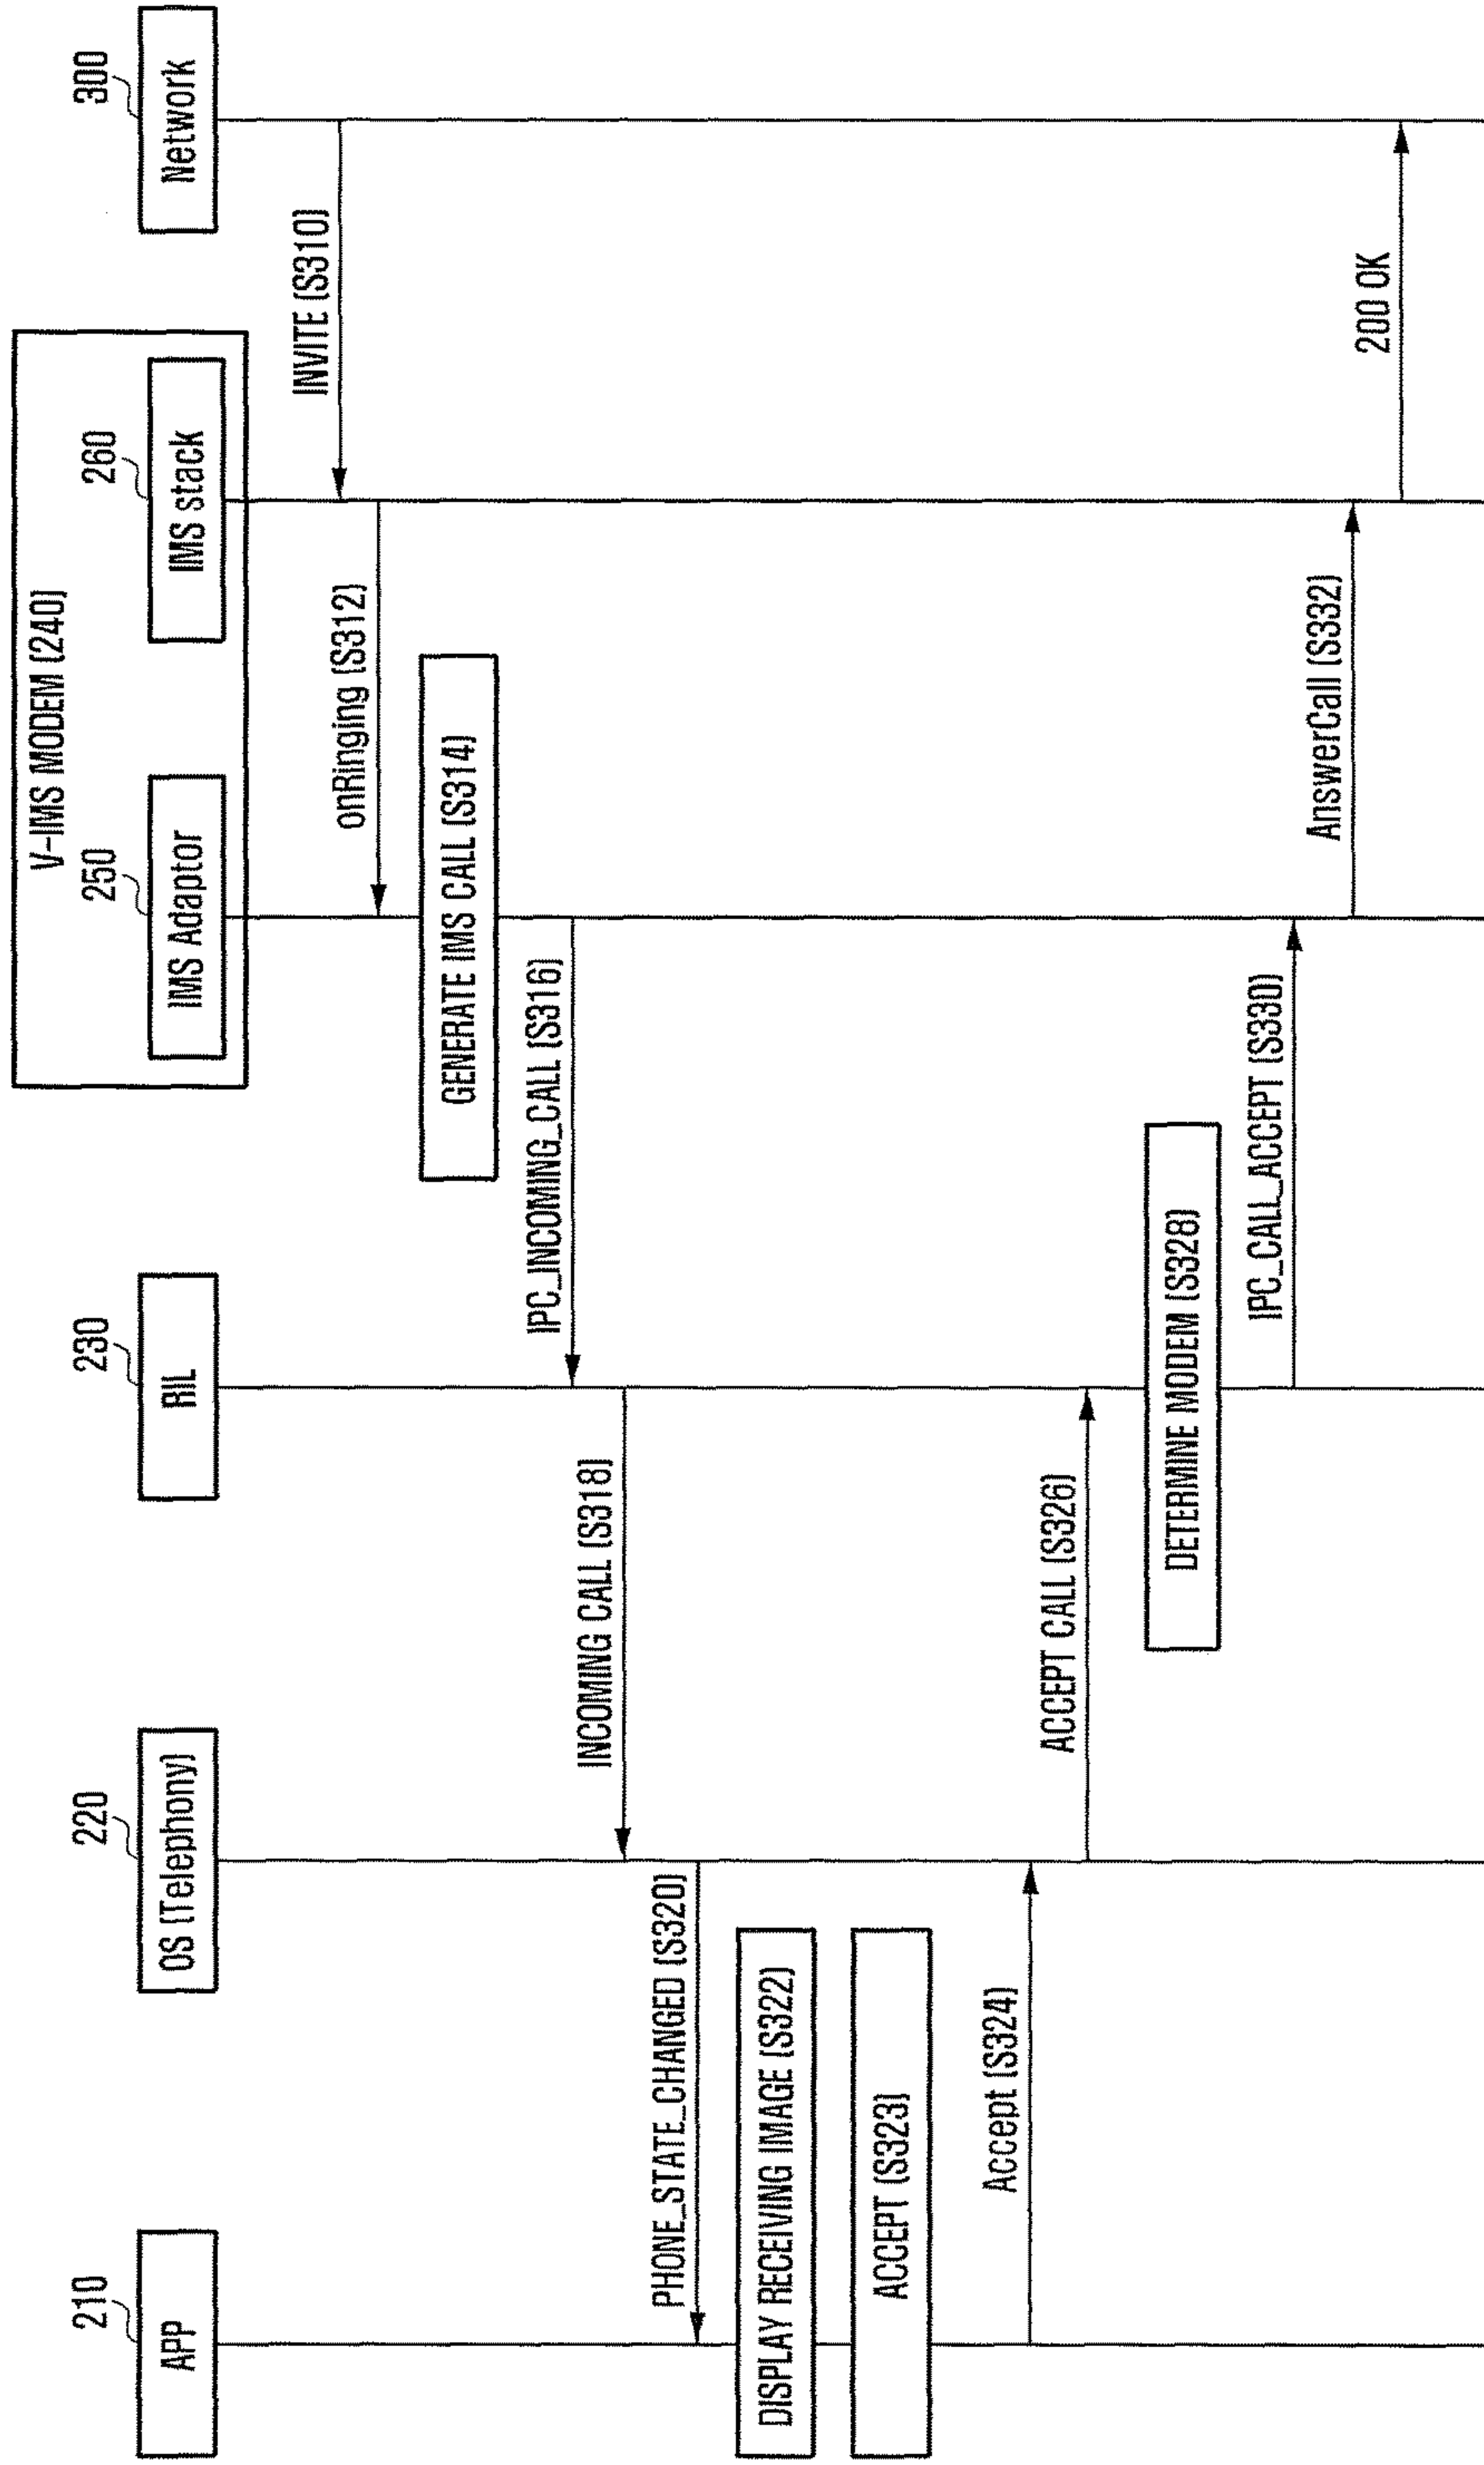 210
APP
220
OS (Telephony)
230
RIL
V-IMS MODEM (240)
250
IMS Adaptor
260
IMS stack
300
Network
INVITE (S310)
onRinging (S312)
GENERATE IMS CALL (S314)
IPC_INCOMING_CALL (S316)
INCOMING CALL (S318)
PHONE_STATE_CHANGED (S320)
DISPLAY RECEIVING IMAGE (S322)
ACCEPT (S323)
Accept (S324)
ACCEPT CALL (S326)
DETERMINE MODEM (S328)
IPC_CALL_ACCEPT (S330)
AnswerCall (S332)
200 OK